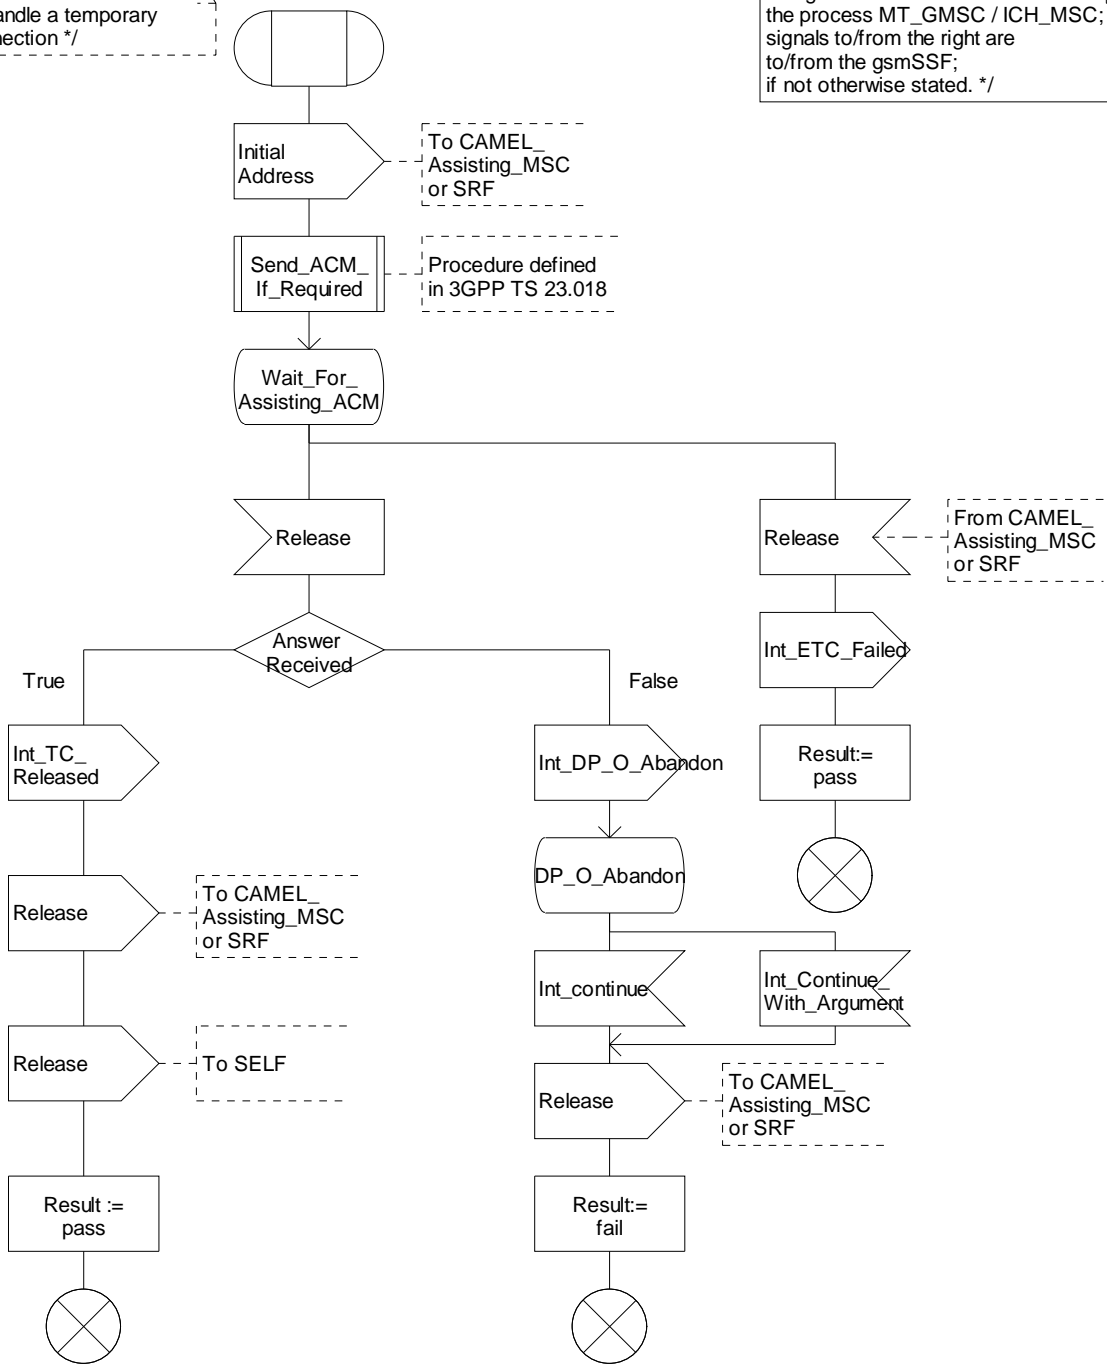 andle a temporary
nection */
the process MT_GMSC / ICH_MSC;
signals to/from the right are
to/from the gsmSSF;
if not otherwise stated. */
Initial
Address
To CAMEL_
Assisting_MSC
or SRF
Send_ACM_
If_Required
Procedure defined
in 3GPP TS 23.018
Wait_For_
Assisting_ACM
Release
Release
From CAMEL_
Assisting_MSC
or SRF
Answer
Received
True
False
Int_ETC_Failed
Int_TC_
Released
Int_DP_O_Abandon
Result:=
pass
DP_O_Abandon
Release
To CAMEL_
Assisting_MSC
or SRF
Int_continue
Int_Continue_
With_Argument
Release
To SELF
Release
To CAMEL_
Assisting_MSC
or SRF
Result :=
pass
Result:=
fail